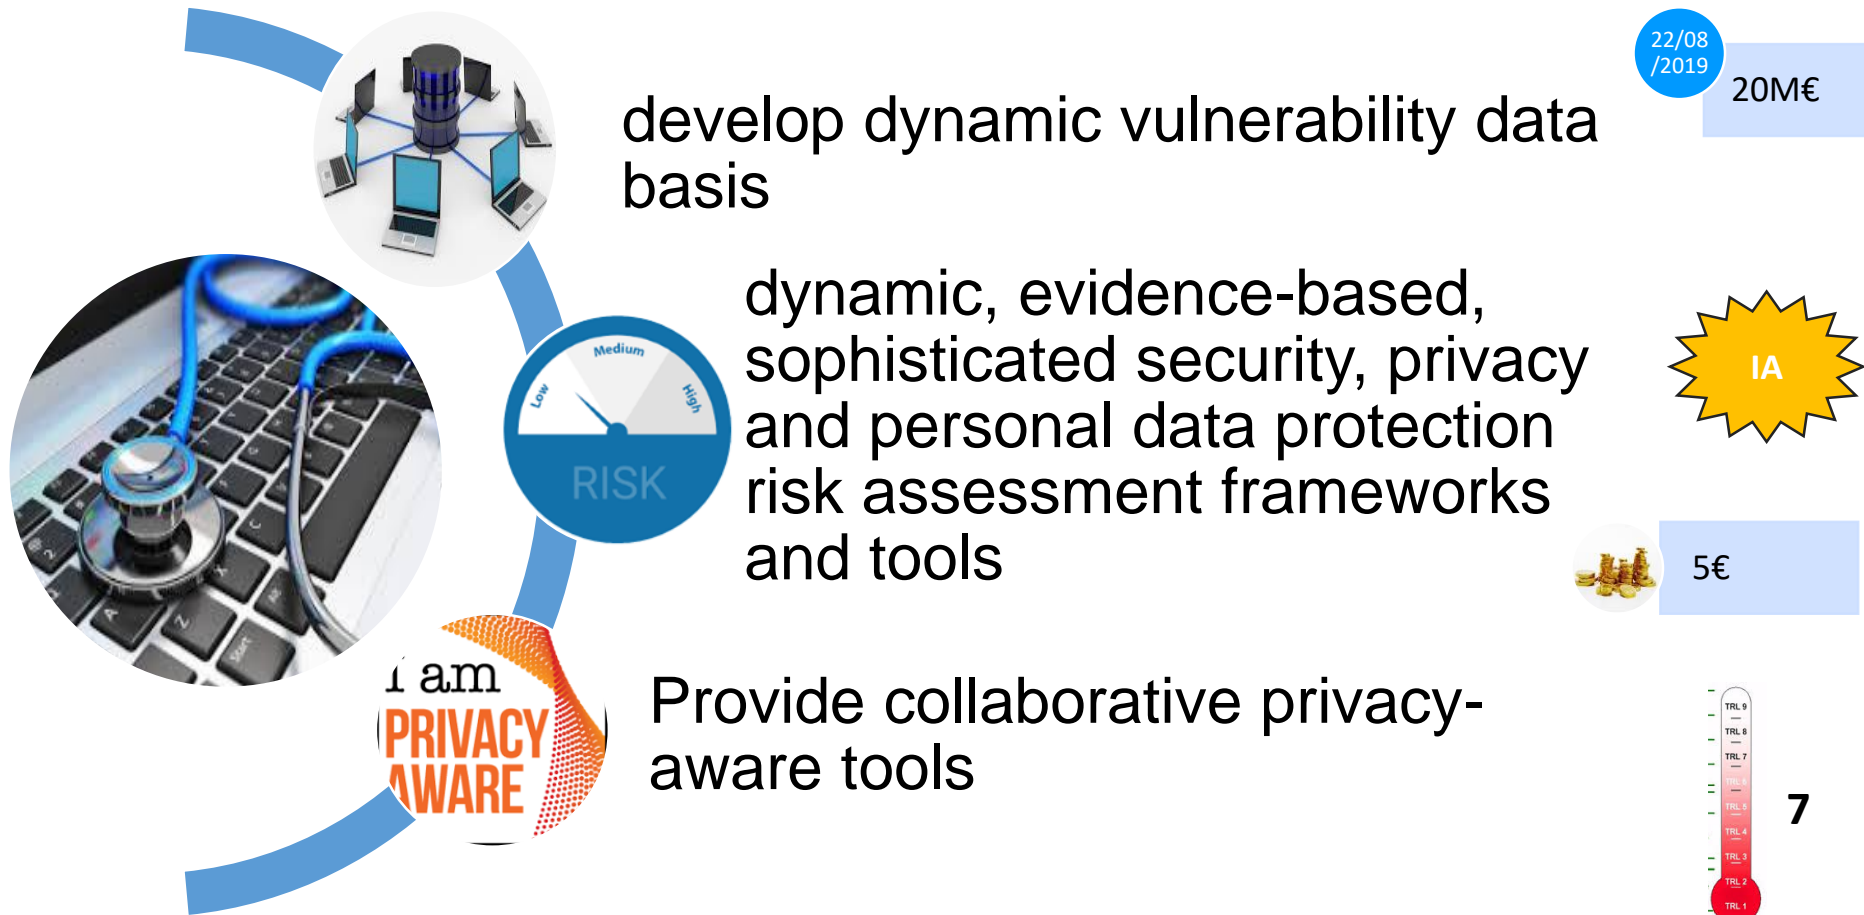 22/08
/2019
20M€
develop dynamic vulnerability data
basis
dynamic, evidence-based,
sophisticated security, privacy
and personal data protection
risk assessment frameworks
and tools
Low
Medium
High
RISK
IA
5€
I am
PRIVACY
AWARE
Provide collaborative privacy-
aware tools
TRL 9
TRL 8
TRL 7
TRL 6
TRL 5
TRL 4
TRL 3
TRL 2
TRL 1
7